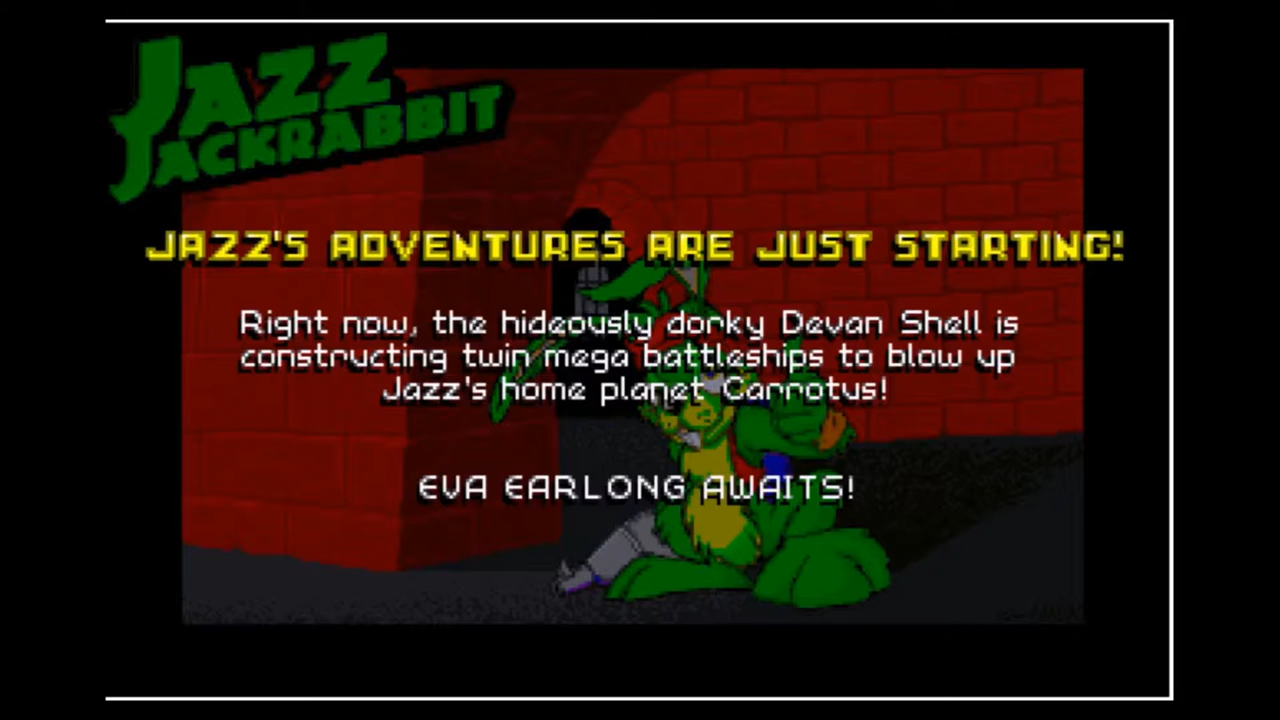 JAZZ
JACKRABBIT
JAZZ'S ADVENTURES ARE JUST STARTING!
Right now, the hideously dorky Devan Shell is
constructing twin mega battleships to blow up
Jazz's home planet Carrotus!
EVA EARLONG AWAITS!